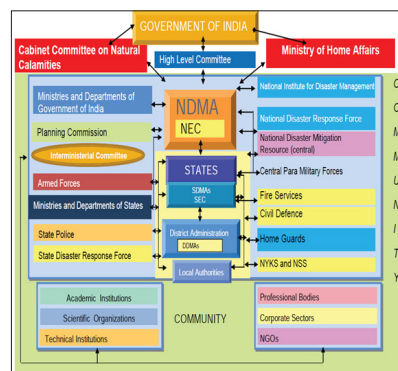 GOVERNMENT OF INDIA
Cabinet Committee on Natural
Calamities
High Level Committee
Ministry of Home Affairs
Ministries and Departments of
Government of India
Planning Commission
Interministerial Committee
Armed Forces
Ministries and Departments of States
State Police
State Disaster Response Force
NDMA
NEC
STATES
SDMAs
SEC
District Administration
DDMAs
Local Authorities
National Institute for Disaster Management
National Disaster Response Force
National Disaster Mitigation
Resource (central)
Central Para Military Forces
Fire Services
Civil Defence
Home Guards
NYKS and NSS
Academic Institutions
Scientific Organizations
Technical Institutions
COMMUNITY
Professional Bodies
Corporate Sectors
NGOs
C
O
M
M
U
N
I
T
Y